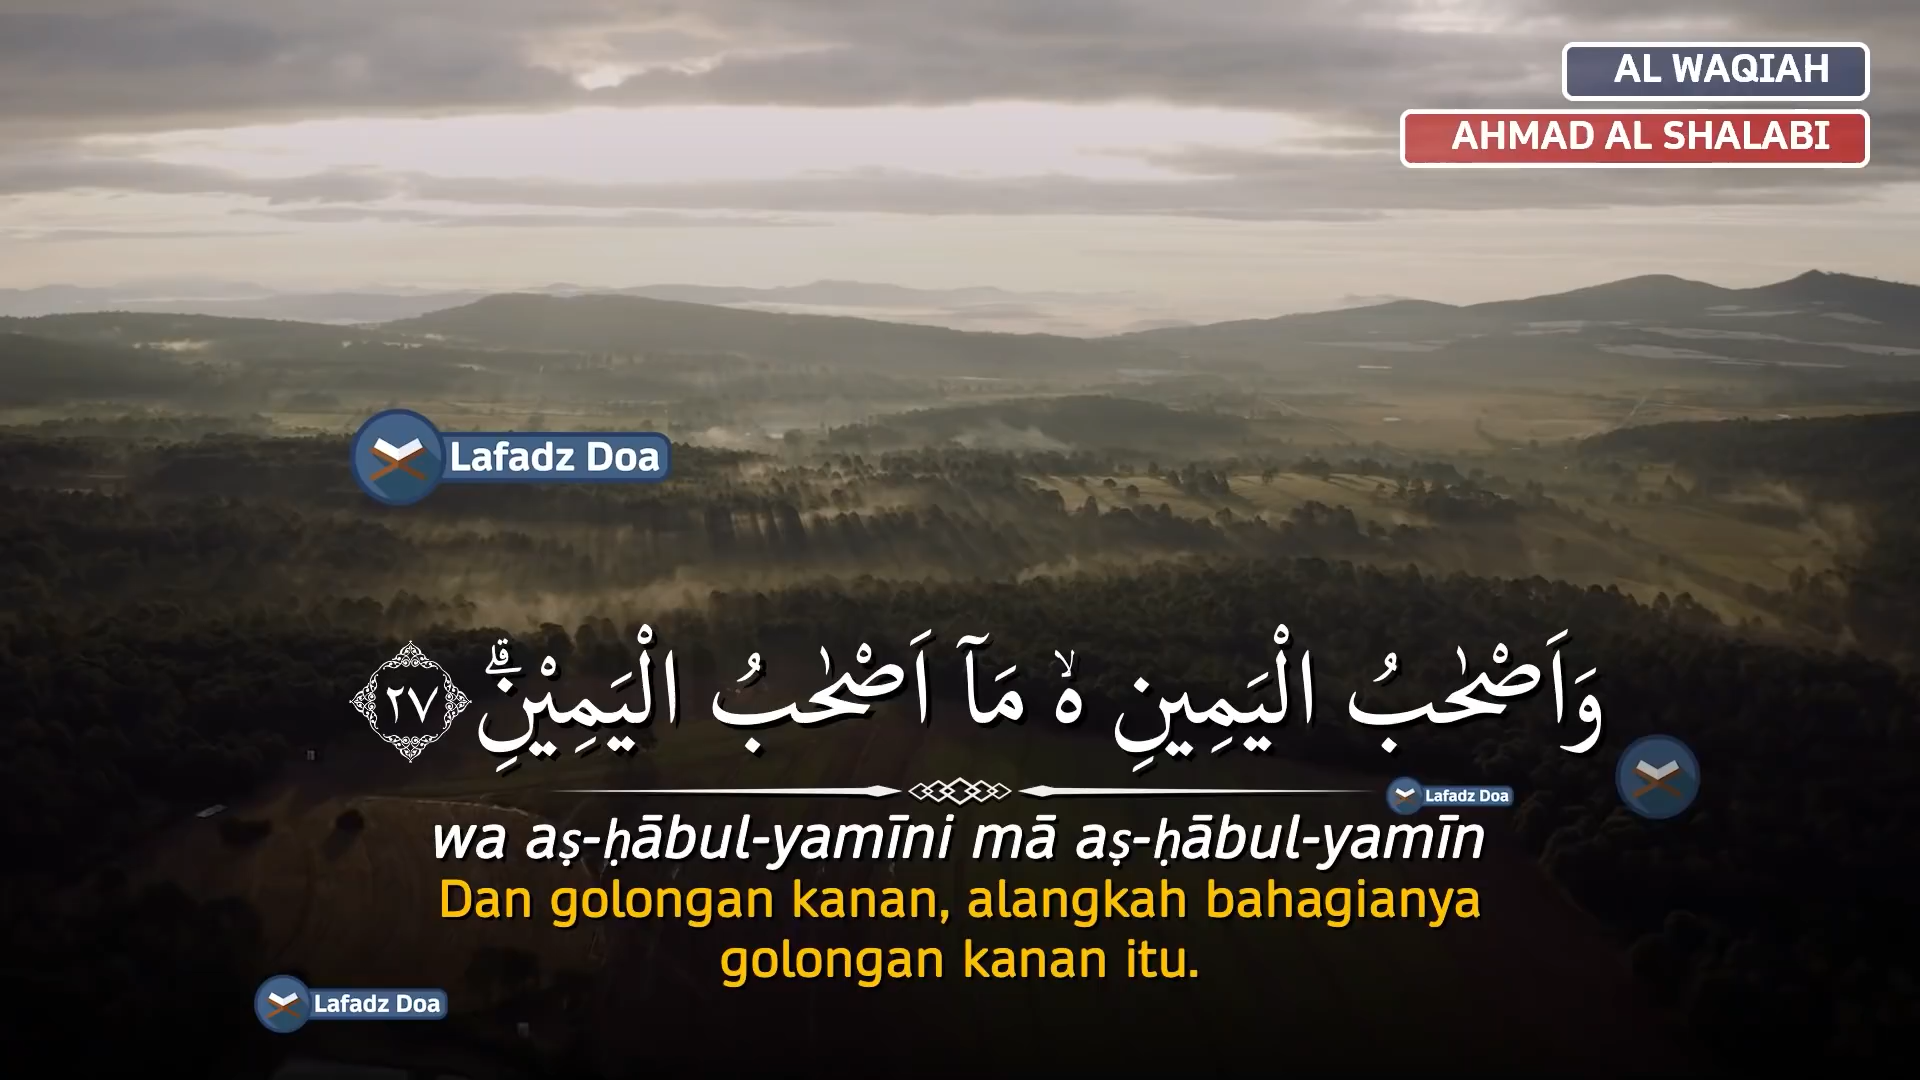 AL WAQIAH
AHMAD AL SHALABI
Lafadz Doa
وَاَصْحٰبُ الْيَمِينِ ەۙ مَآ اَصْحٰبُ الْيَمِيْنِۗ ٢٧
Lafadz Doa
wa aṣ-ḥābul-yamīni mā aṣ-ḥābul-yamīn
Dan golongan kanan, alangkah bahagianya
golongan kanan itu.
Lafadz Doa